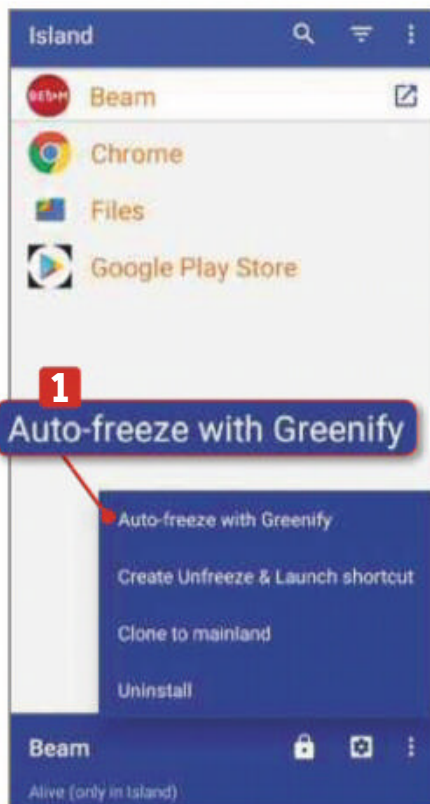 Island
Beam
Chrome
Files
Google Play Store
1
Auto-freeze with Greenify
Auto-freeze with Greenify
Create Unfreeze & Launch shortcut
Clone to mainland
Uninstall
Beam
Alive (only in Island)